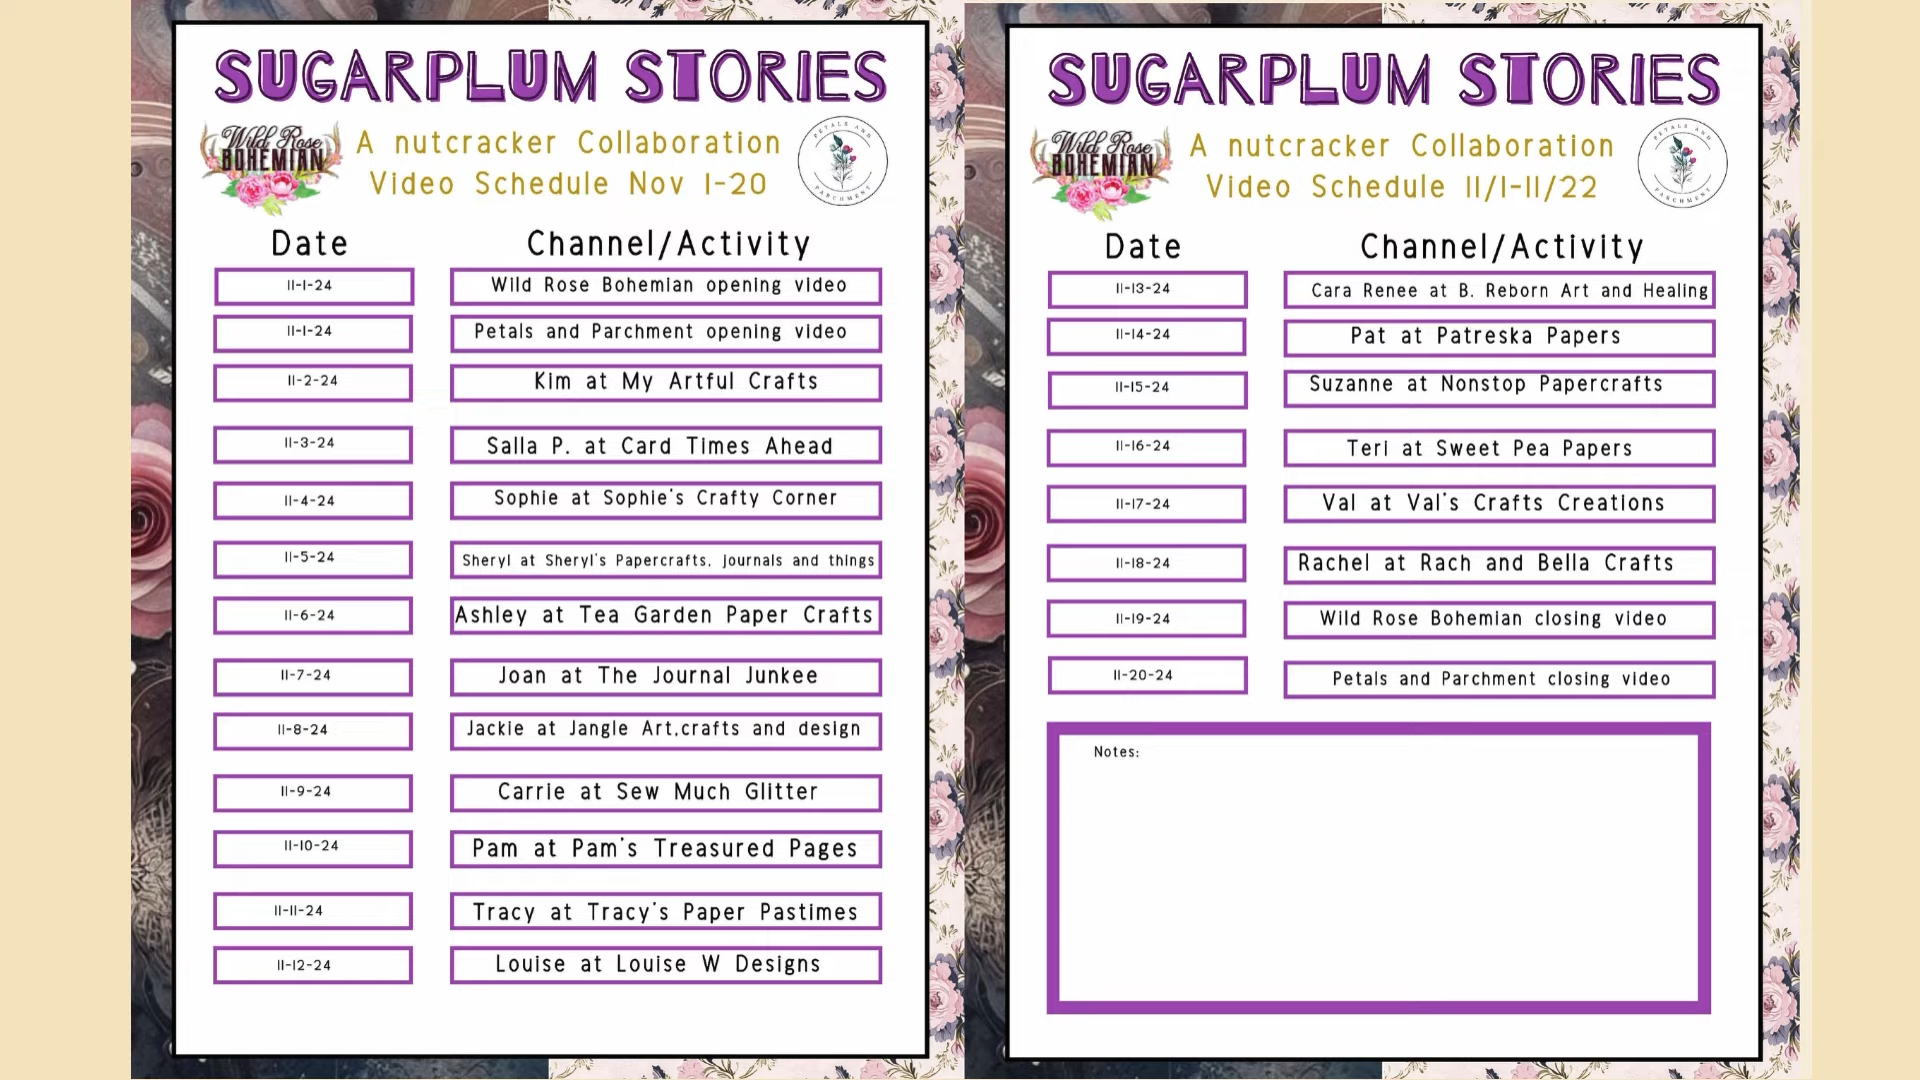 SUGARPLUM STORIES
Wild Rose
BOHEMIAN
A nutcracker Collaboration
Video Schedule Nov 1-20
PETALS AND
PARCHMENT
Date Channel/Activity
11-1-24 Wild Rose Bohemian opening video
11-1-24 Petals and Parchment opening video
11-2-24 Kim at My Artful Crafts
11-3-24 Salla P. at Card Times Ahead
11-4-24 Sophie at Sophie's Crafty Corner
11-5-24 Sheryl at Sheryl's Papercrafts, journals and things
11-6-24 Ashley at Tea Garden Paper Crafts
11-7-24 Joan at The Journal Junkee
11-8-24 Jackie at Jangle Art,crafts and design
11-9-24 Carrie at Sew Much Glitter
11-10-24 Pam at Pam's Treasured Pages
11-11-24 Tracy at Tracy's Paper Pastimes
11-12-24 Louise at Louise W Designs
SUGARPLUM STORIES
Wild Rose
BOHEMIAN
A nutcracker Collaboration
Video Schedule 11/1-11/22
PETALS AND
PARCHMENT
Date Channel/Activity
11-13-24 Cara Renee at B. Reborn Art and Healing
11-14-24 Pat at Patreska Papers
11-15-24 Suzanne at Nonstop Papercrafts
11-16-24 Teri at Sweet Pea Papers
11-17-24 Val at Val's Crafts Creations
11-18-24 Rachel at Rach and Bella Crafts
11-19-24 Wild Rose Bohemian closing video
11-20-24 Petals and Parchment closing video
Notes: